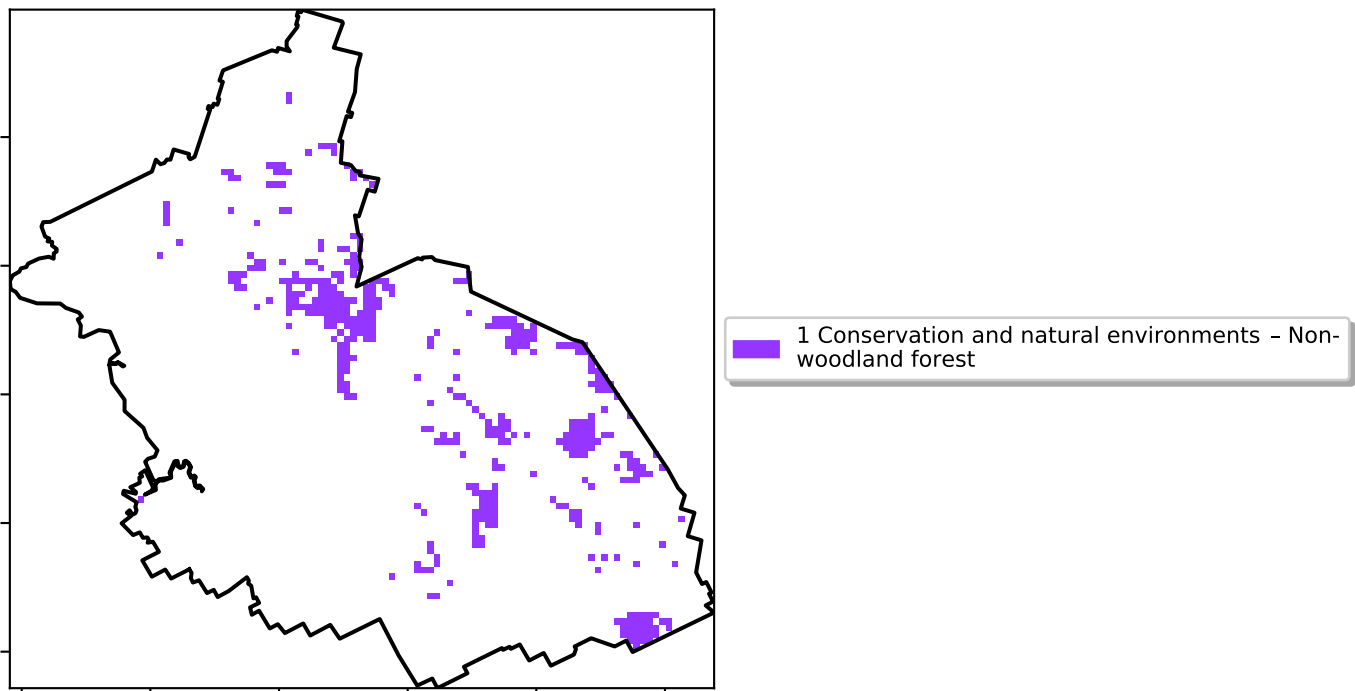 1 Conservation and natural environments – Non-
woodland forest